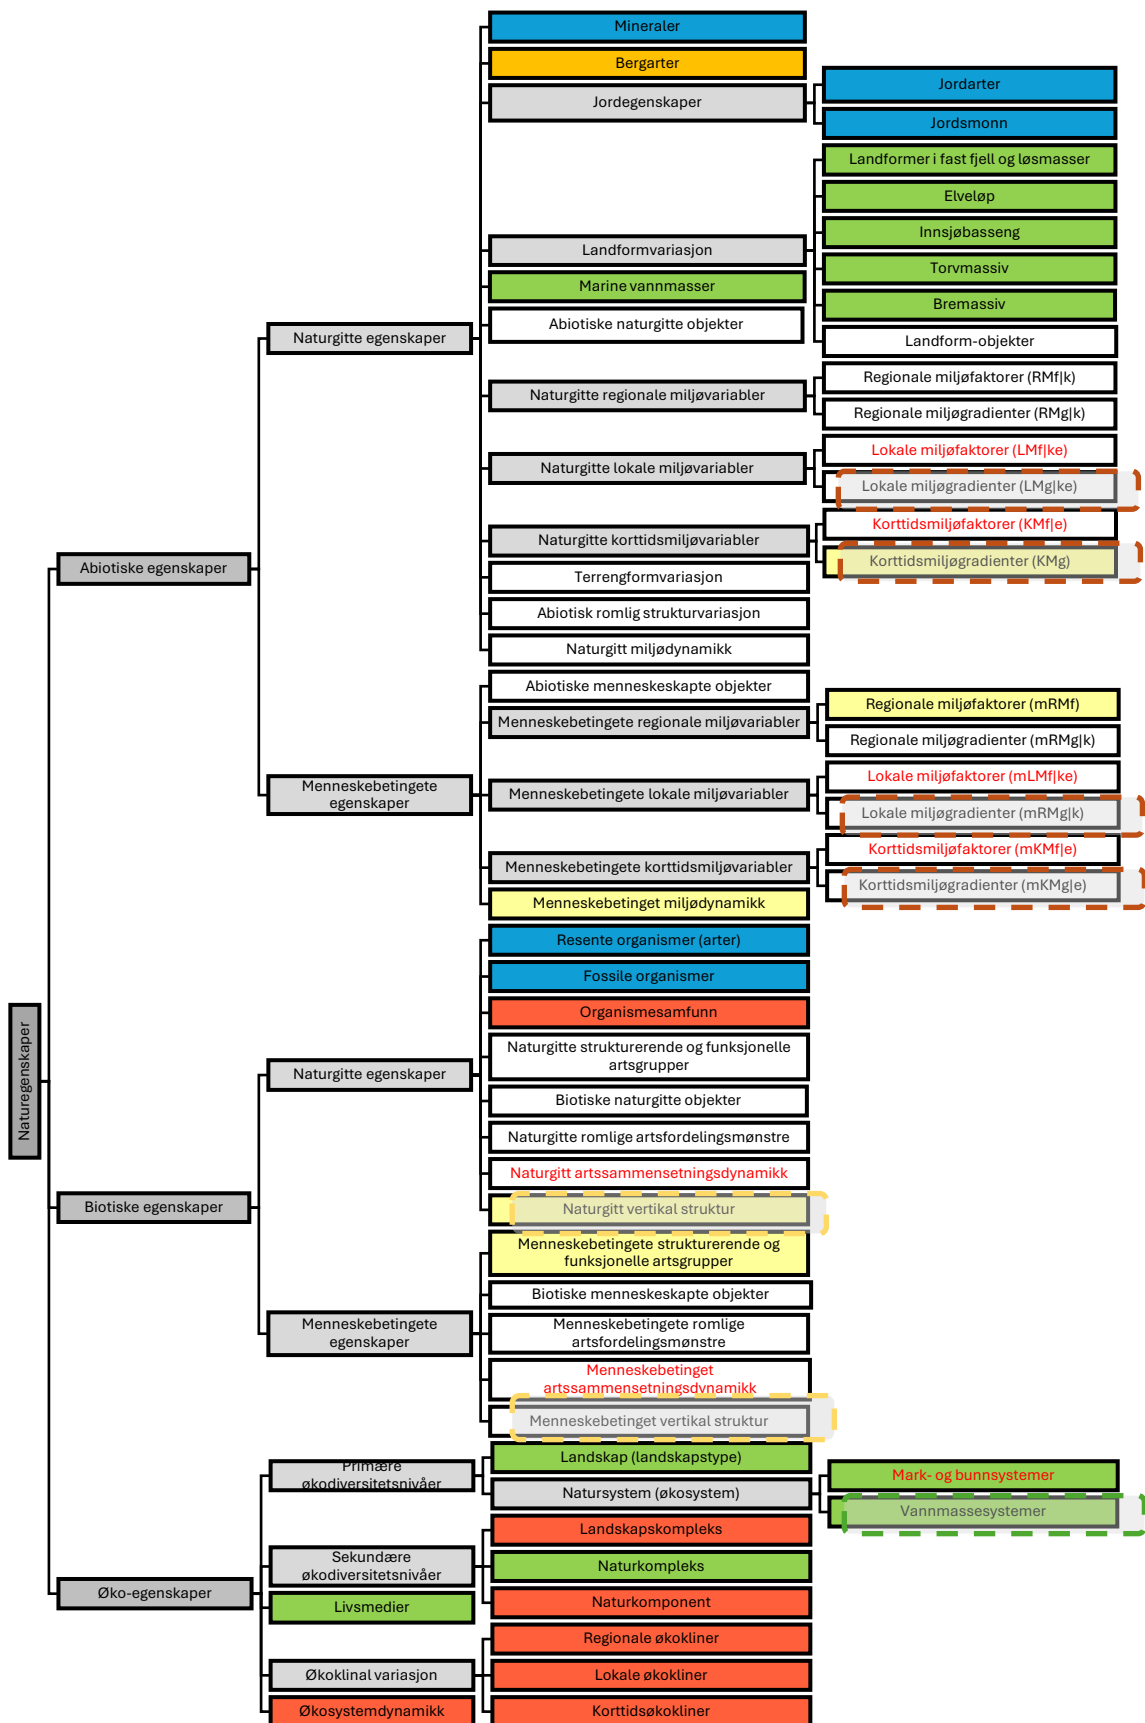 Naturegenskaper
Abiotiske egenskaper
Naturgitte egenskaper
Mineraler
Bergarter
Jordegenskaper
Jordarter
Jordsmonn
Landformvariasjon
Landformer i fast fjell og løsmasser
Elveløp
Innsjøbasseng
Torvmassiv
Bremassiv
Landform-objekter
Marine vannmasser
Abiotiske naturgitte objekter
Naturgitte regionale miljøvariabler
Regionale miljøfaktorer (RMf|k)
Regionale miljøgradienter (RMg|k)
Naturgitte lokale miljøvariabler
Lokale miljøfaktorer (LMf|ke)
Lokale miljøgradienter (LMg|ke)
Naturgitte korttidsmiljøvariabler
Korttidsmiljøfaktorer (KMf|e)
Korttidsmiljøgradienter (KMg)
Terrengformvariasjon
Abiotisk romlig strukturvariasjon
Naturgitt miljødynamikk
Menneskebetingete
egenskaper
Abiotiske menneskeskapte objekter
Menneskebetingete regionale miljøvariabler
Regionale miljøfaktorer (mRMf)
Regionale miljøgradienter (mRMg|k)
Menneskebetingete lokale miljøvariabler
Lokale miljøfaktorer (mLMf|ke)
Lokale miljøgradienter (mRMg|k)
Menneskebetingete korttidsmiljøvariabler
Korttidsmiljøfaktorer (mKMf|e)
Korttidsmiljøgradienter (mKMg|e)
Menneskebetinget miljødynamikk
Biotiske egenskaper
Naturgitte egenskaper
Resente organismer (arter)
Fossile organismer
Organismesamfunn
Naturgitte strukturerende og funksjonelle
artsgrupper
Biotiske naturgitte objekter
Naturgitte romlige artsfordelingsmønstre
Naturgitt artssammensetningsdynamikk
Naturgitt vertikal struktur
Menneskebetingete
egenskaper
Menneskebetingete strukturerende og
funksjonelle artsgrupper
Biotiske menneskeskapte objekter
Menneskebetingete romlige
artsfordelingsmønstre
Menneskebetinget
artssammensetningsdynamikk
Menneskebetinget vertikal struktur
Øko-egenskaper
Primære
økodiversitetsnivåer
Landskap (landskapstype)
Natursystem (økosystem)
Mark- og bunnsystemer
Vannmassesystemer
Sekundære
økodiversitetsnivåer
Landskapskompleks
Naturkompleks
Naturkomponent
Livsmedier
Økoklinal variasjon
Regionale økokliner
Lokale økokliner
Korttidsøkokliner
Økosystemdynamikk